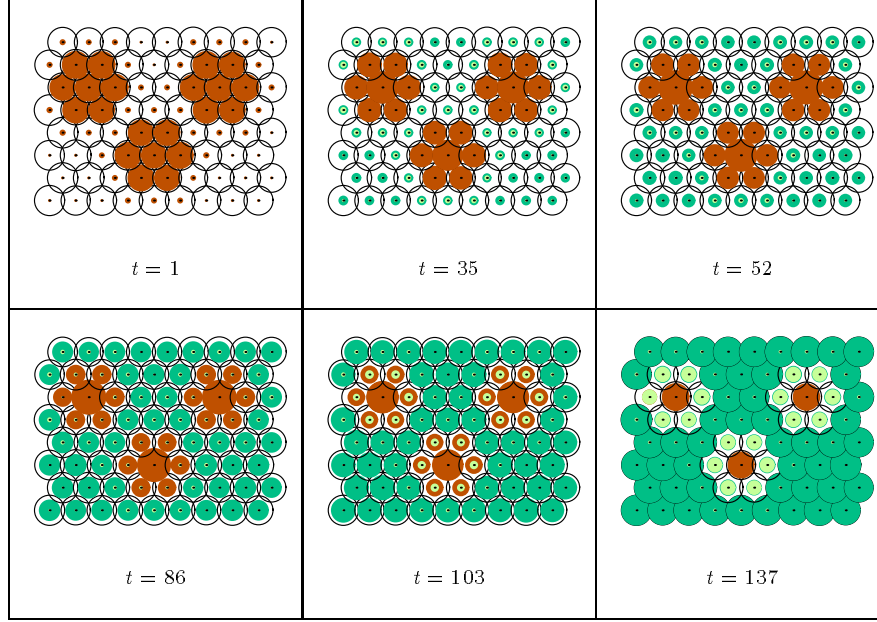 t = 1
t = 35
t = 52
t = 86
t = 103
t = 137